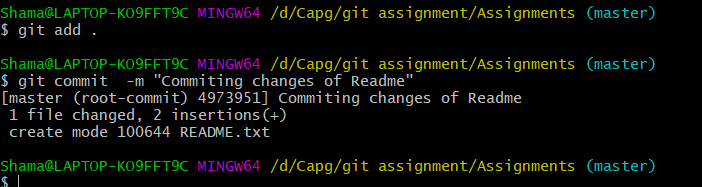 Shama@LAPTOP-KO9FFT9C MINGW64 /d/Capg/git assignment/Assignments (master)
$ git add .
Shama@LAPTOP-KO9FFT9C MINGW64 /d/Capg/git assignment/Assignments (master)
$ git commit  -m "Commiting changes of Readme"
[master (root-commit) 4973951] Commiting changes of Readme
 1 file changed, 2 insertions(+)
 create mode 100644 README.txt
Shama@LAPTOP-KO9FFT9C MINGW64 /d/Capg/git assignment/Assignments (master)
$